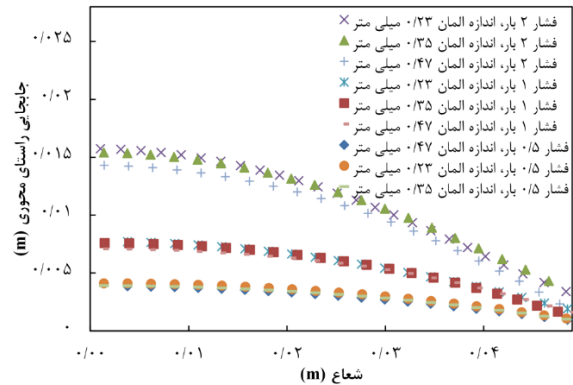 ۰/۰۲۵
۰/۰۲
۰/۰۱۵
۰/۰۱
۰/۰۰۵
۰
جابجایی راستای محوری (m)
فشار ۲ بار، اندازه المان ۰/۲۳ میلی متر
فشار ۲ بار، اندازه المان ۰/۳۵ میلی متر
فشار ۲ بار، اندازه المان ۰/۴۷ میلی متر
فشار ۱ بار، اندازه المان ۰/۲۳ میلی متر
فشار ۱ بار، اندازه المان ۰/۳۵ میلی متر
فشار ۱ بار، اندازه المان ۰/۴۷ میلی متر
فشار ۰/۵ بار، اندازه المان ۰/۴۷ میلی متر
فشار ۰/۵ بار، اندازه المان ۰/۲۳ میلی متر
فشار ۰/۵ بار، اندازه المان ۰/۳۵ میلی متر
۰/۰۰ ۰/۰۱ ۰/۰۲ ۰/۰۳ ۰/۰۴
شعاع (m)